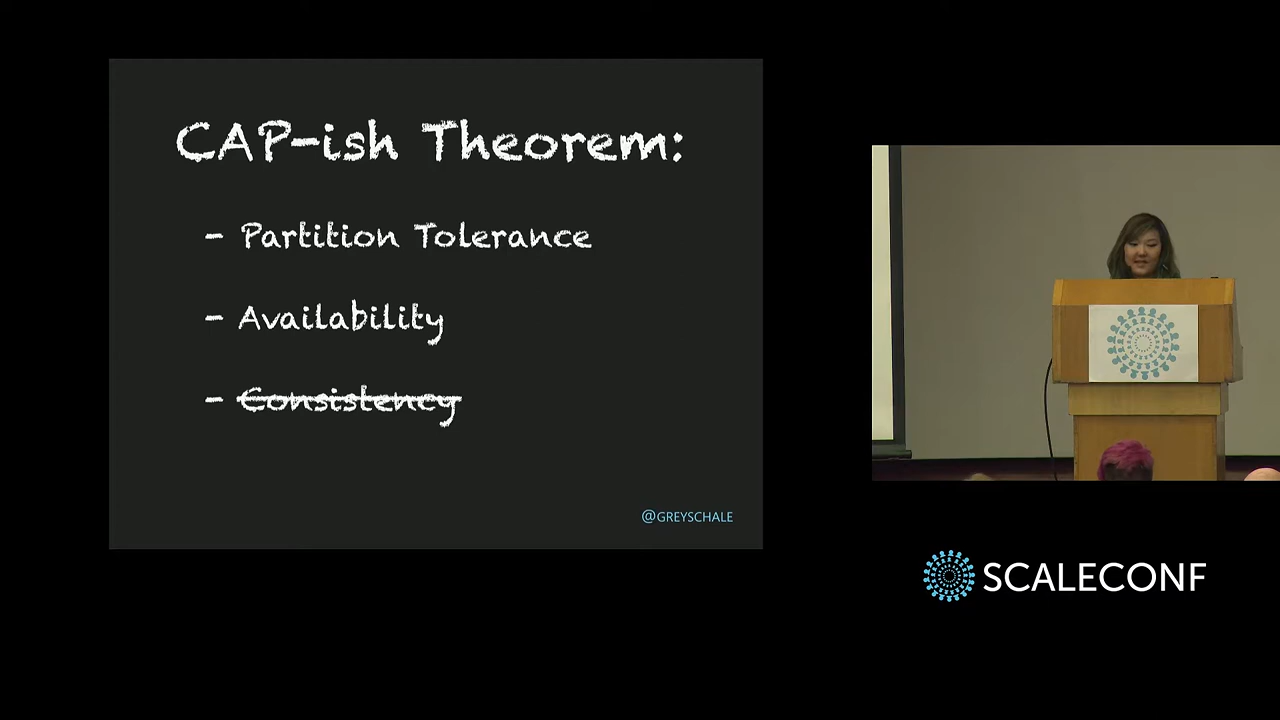 CAP-ish Theorem:
- Partition Tolerance
- Availability
- Consistency
@GREYSCHALE
SCALECONF